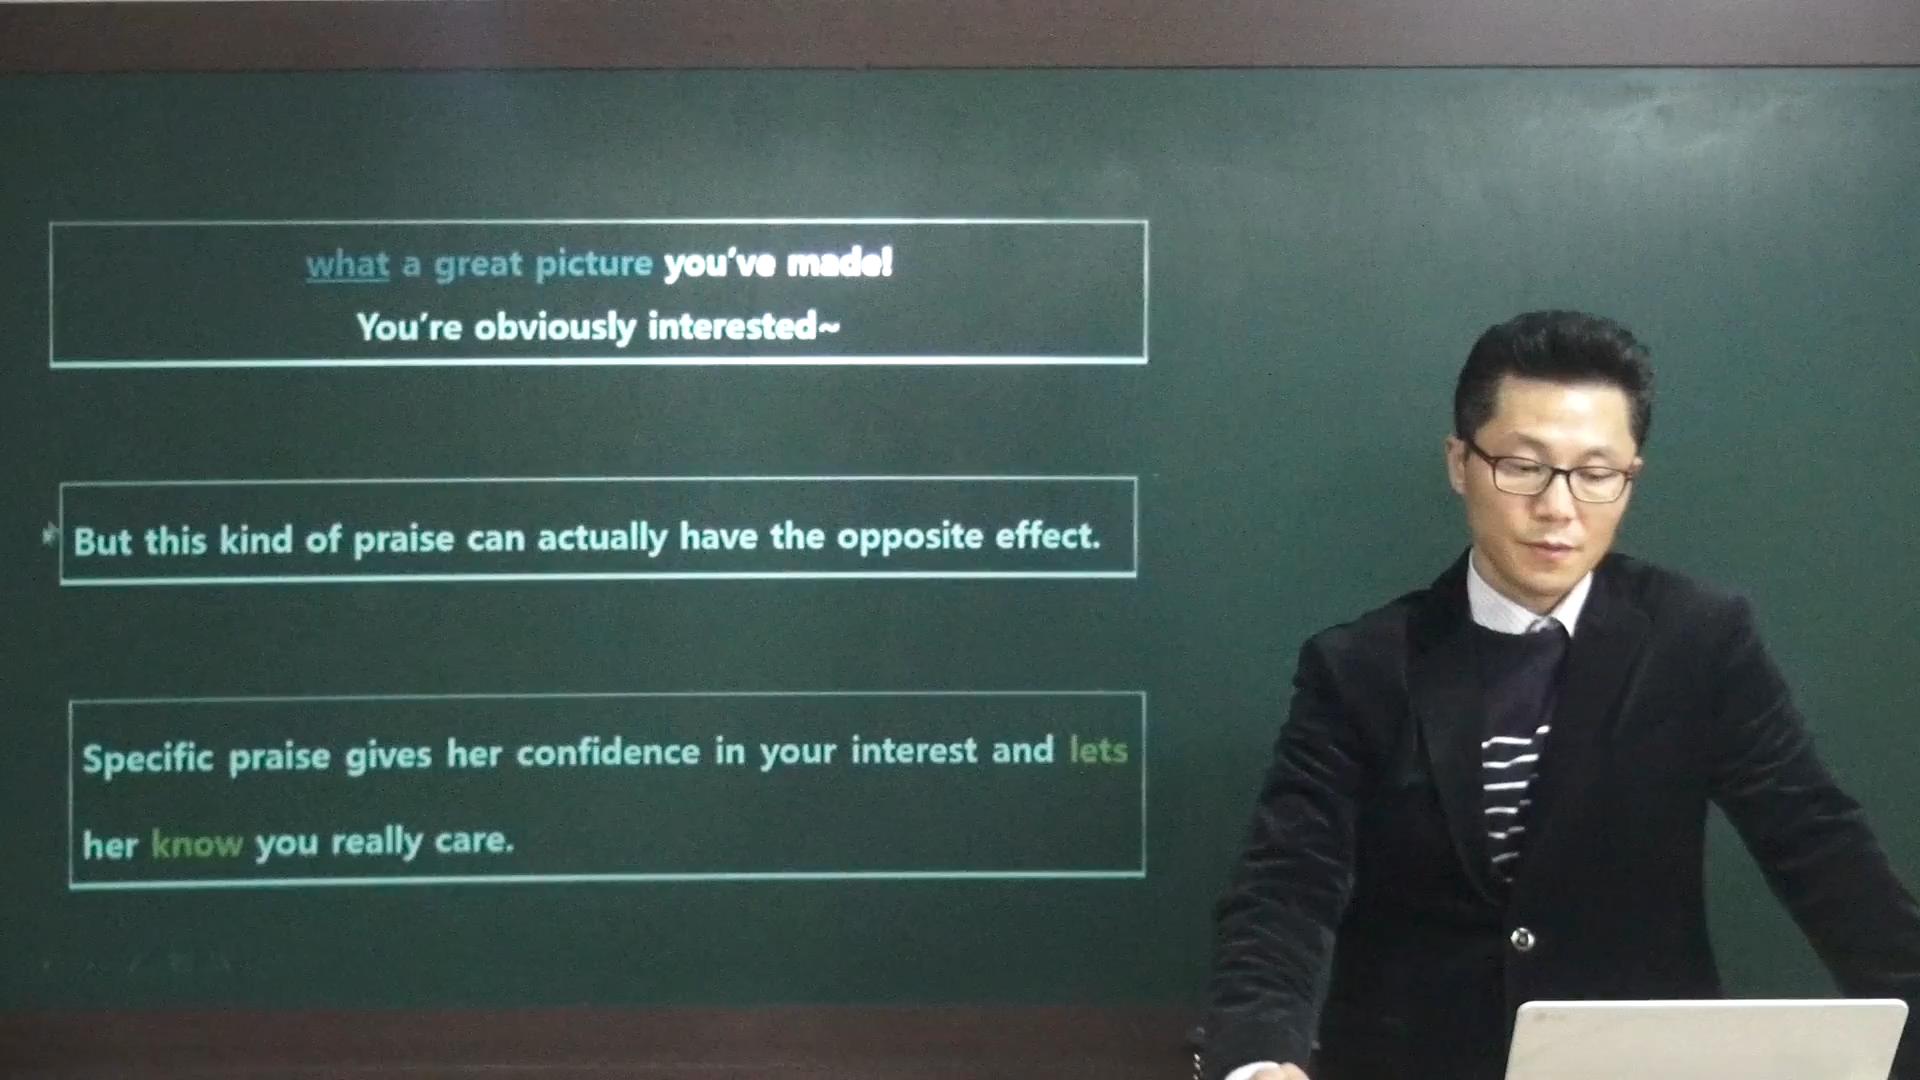 what a great picture you've made!
You're obviously interested~
But this kind of praise can actually have the opposite effect.
Specific praise gives her confidence in your interest and lets
her know you really care.